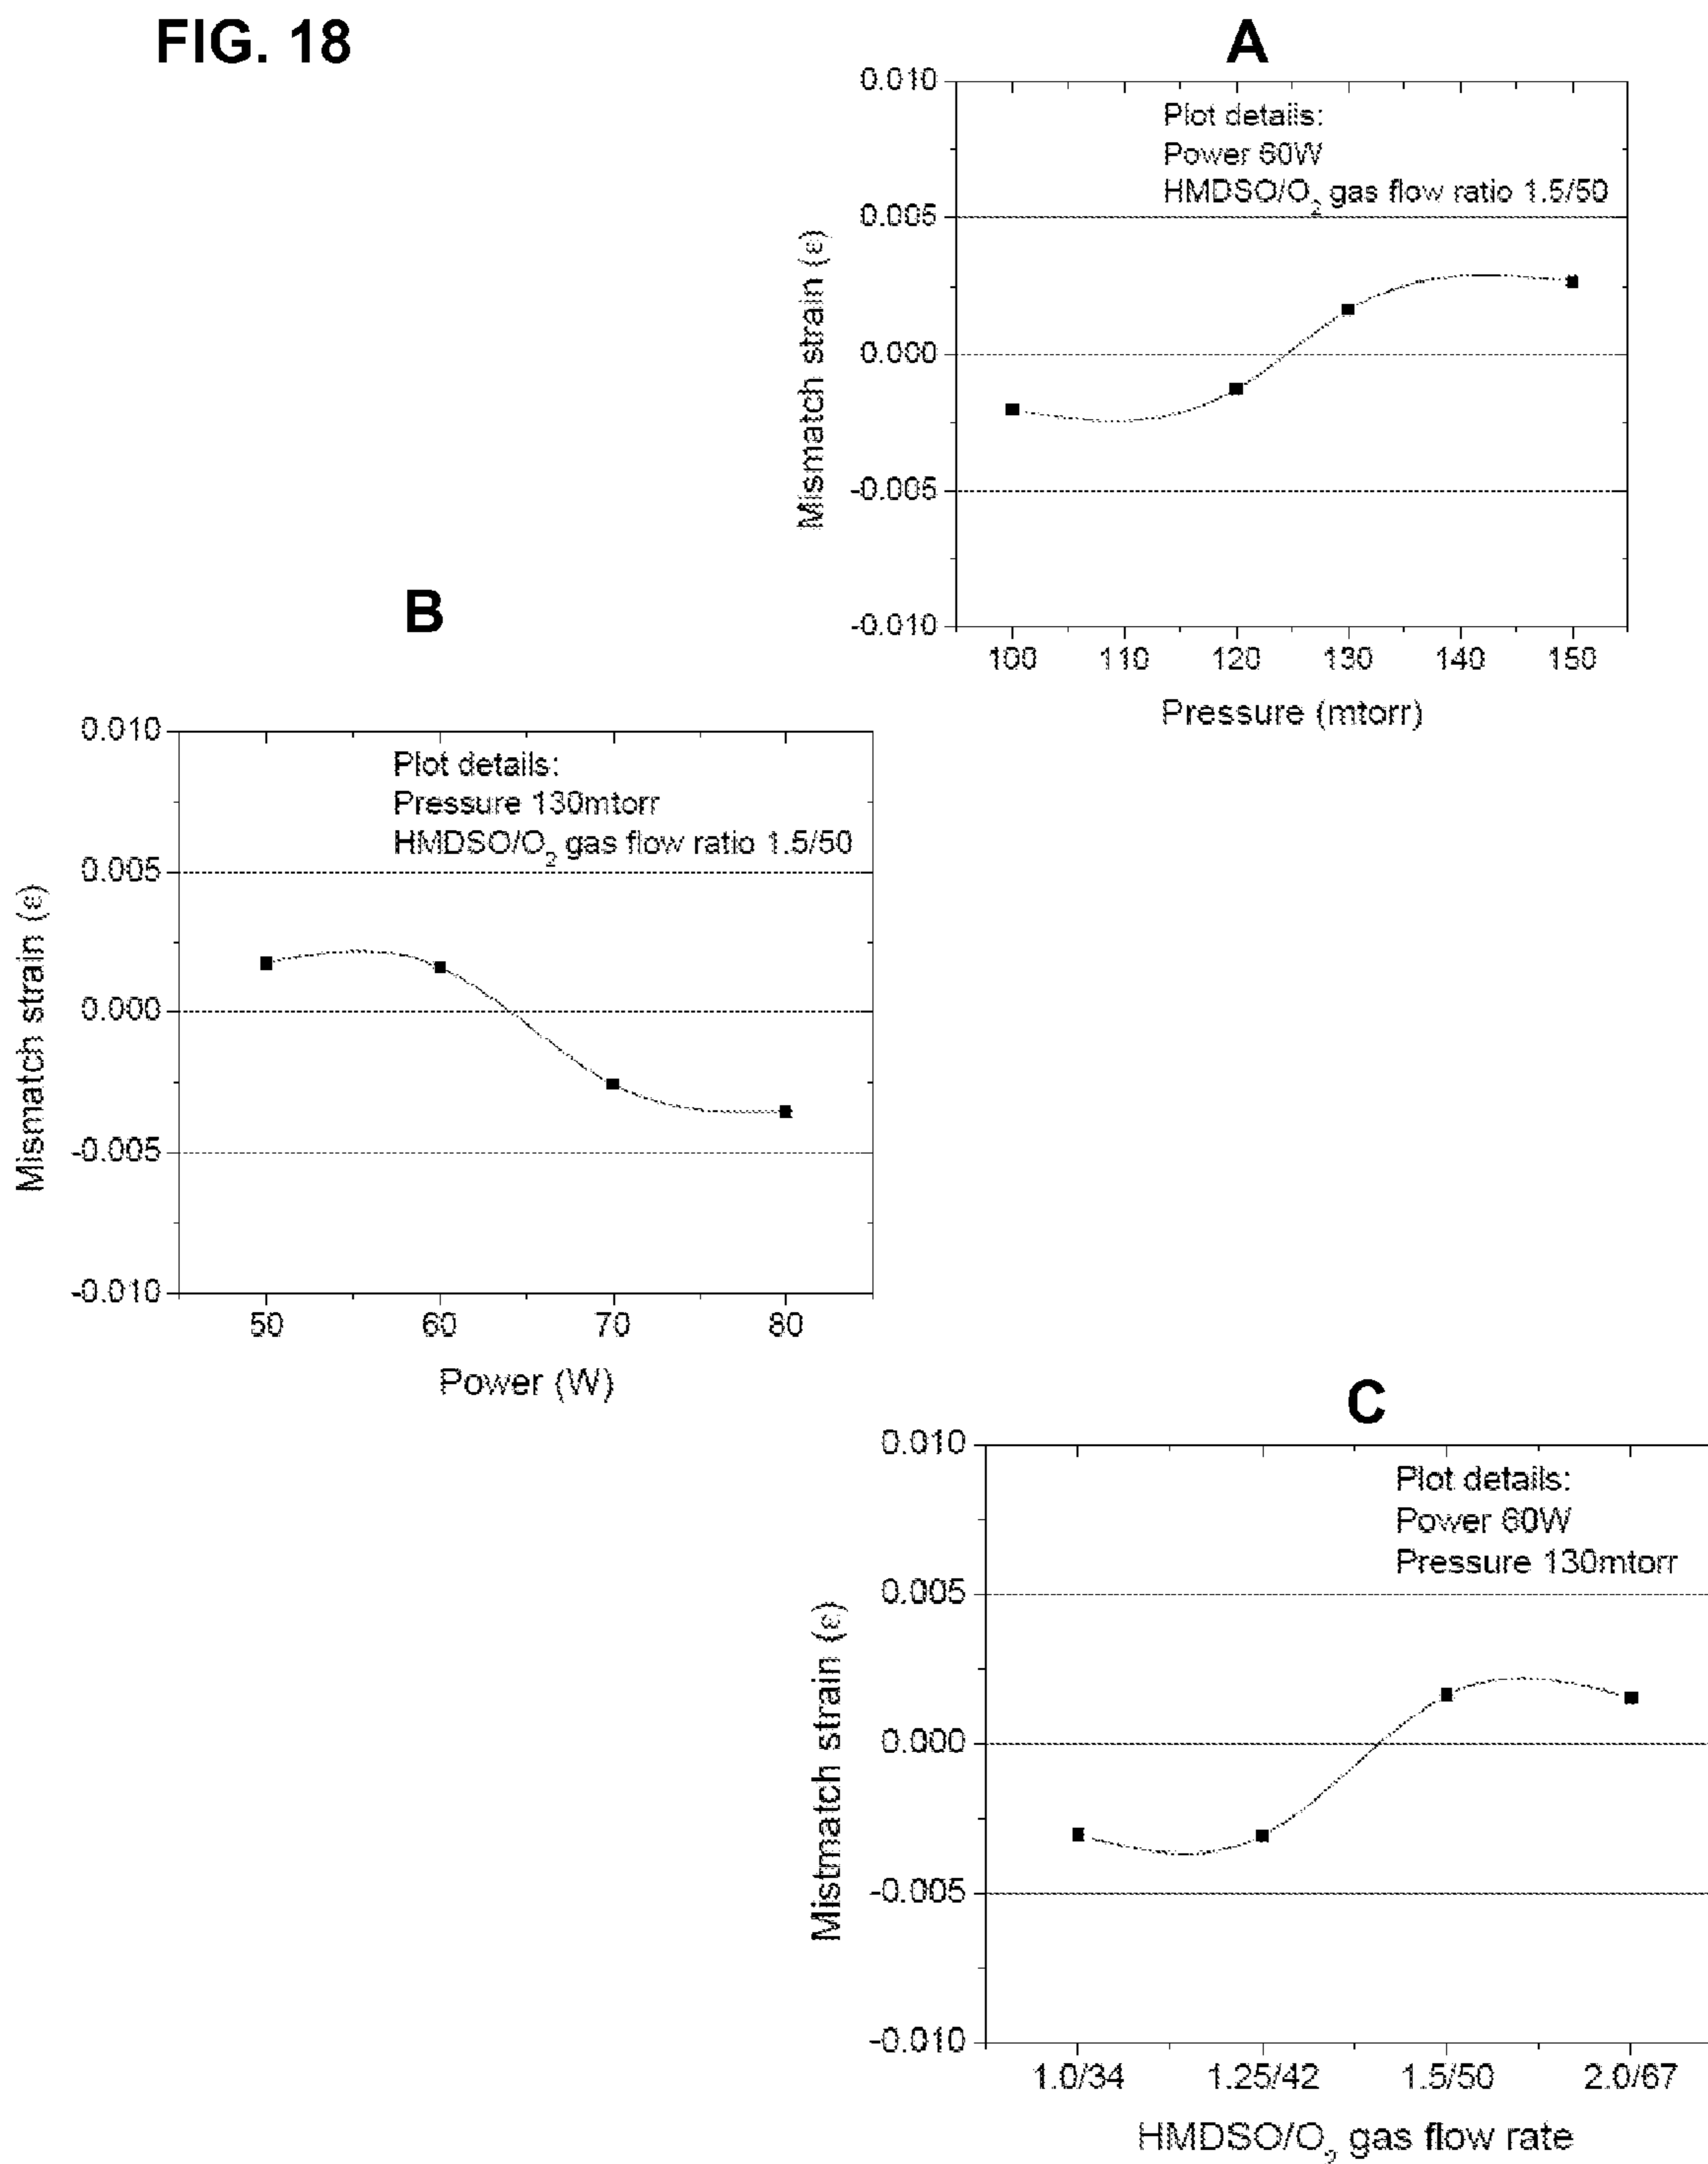 FIG. 18
A
0.010
0.005
0.000
-0.005
-0.010
Mismatch strain (ε)
Plot details:
Power 60W
HMDSO/O₂ gas flow ratio 1.5/50
100 110 120 130 140 150
Pressure (mtorr)
B
0.010
0.005
0.000
-0.005
-0.010
Mismatch strain (ε)
Plot details:
Pressure 130mtorr
HMDSO/O₂ gas flow ratio 1.5/50
50 60 70 80
Power (W)
C
0.010
0.005
0.000
-0.005
-0.010
Mistmatch strain (ε)
Plot details:
Power 60W
Pressure 130mtorr
1.0/34 1.25/42 1.5/50 2.0/67
HMDSO/O₂ gas flow rate